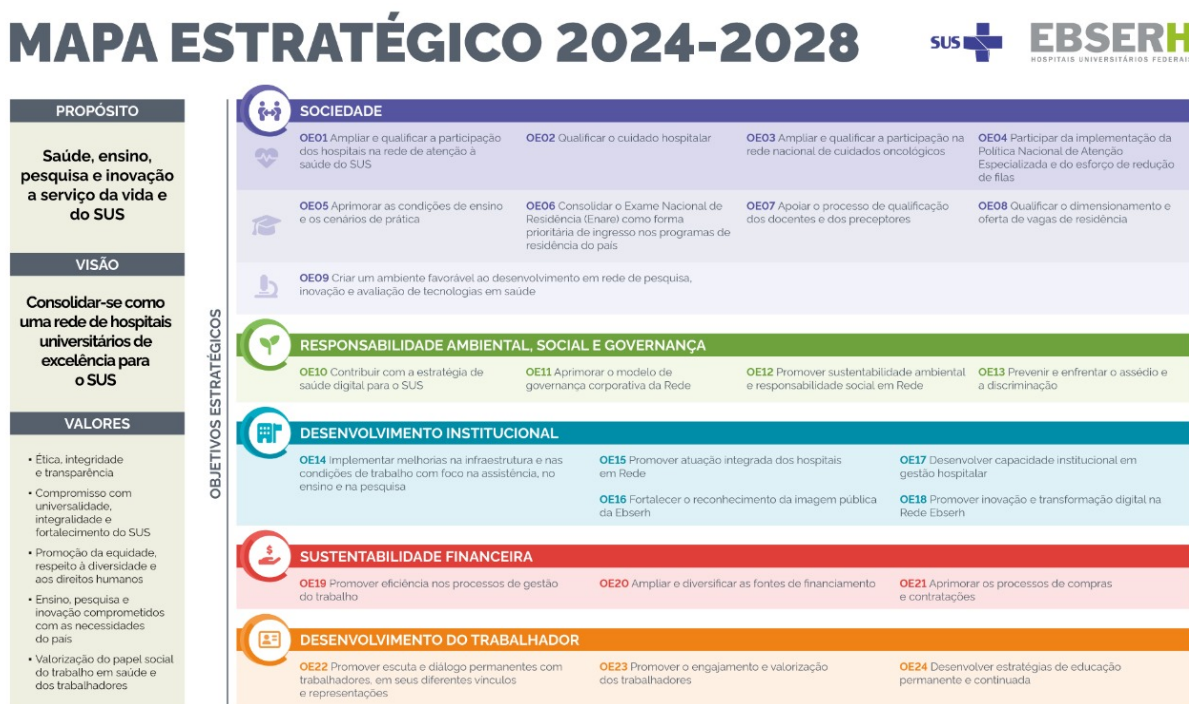 MAPA ESTRATÉGICO 2024-2028
SUS
EBSERH
HOSPITAIS UNIVERSITÁRIOS FEDERAIS
PROPÓSITO
Saúde, ensino,
pesquisa e inovação
a serviço da vida e
do SUS
VISÃO
Consolidar-se como
uma rede de hospitais
universitários de
excelência para
o SUS
VALORES
• Ética, integridade
e transparência
• Compromisso com
universalidade,
integralidade e
fortalecimento do SUS
• Promoção da equidade,
respeito à diversidade e
aos direitos humanos
• Ensino, pesquisa e
inovação comprometidos
com as necessidades
do país
• Valorização do papel social
do trabalho em saúde e
dos trabalhadores
OBJETIVOS ESTRATÉGICOS
SOCIEDADE
OE01 Ampliar e qualificar a participação
dos hospitais na rede de atenção à
saúde do SUS
OE02 Qualificar o cuidado hospitalar
OE03 Ampliar e qualificar a participação na
rede nacional de cuidados oncológicos
OE04 Participar da implementação da
Política Nacional de Atenção
Especializada e do esforço de redução
de filas
OE05 Aprimorar as condições de ensino
e os cenários de prática
OE06 Consolidar o Exame Nacional de
Residência (Enare) como forma
prioritária de ingresso nos programas de
residência do país
OE07 Apoiar o processo de qualificação
dos docentes e dos preceptores
OE08 Qualificar o dimensionamento e
oferta de vagas de residência
OE09 Criar um ambiente favorável ao desenvolvimento em rede de pesquisa,
inovação e avaliação de tecnologias em saúde
RESPONSABILIDADE AMBIENTAL, SOCIAL E GOVERNANÇA
OE10 Contribuir com a estratégia de
saúde digital para o SUS
OE11 Aprimorar o modelo de
governança corporativa da Rede
OE12 Promover sustentabilidade ambiental
e responsabilidade social em Rede
OE13 Prevenir e enfrentar o assédio e
a discriminação
DESENVOLVIMENTO INSTITUCIONAL
OE14 Implementar melhorias na infraestrutura e nas
condições de trabalho com foco na assistência, no
ensino e na pesquisa
OE15 Promover atuação integrada dos hospitais
em Rede
OE16 Fortalecer o reconhecimento da imagem pública
da Ebserh
OE17 Desenvolver capacidade institucional em
gestão hospitalar
OE18 Promover inovação e transformação digital na
Rede Ebserh
SUSTENTABILIDADE FINANCEIRA
OE19 Promover eficiência nos processos de gestão
do trabalho
OE20 Ampliar e diversificar as fontes de financiamento
OE21 Aprimorar os processos de compras
e contratações
DESENVOLVIMENTO DO TRABALHADOR
OE22 Promover escuta e diálogo permanentes com
trabalhadores, em seus diferentes vínculos
e representações
OE23 Promover o engajamento e valorização
dos trabalhadores
OE24 Desenvolver estratégias de educação
permanente e continuada